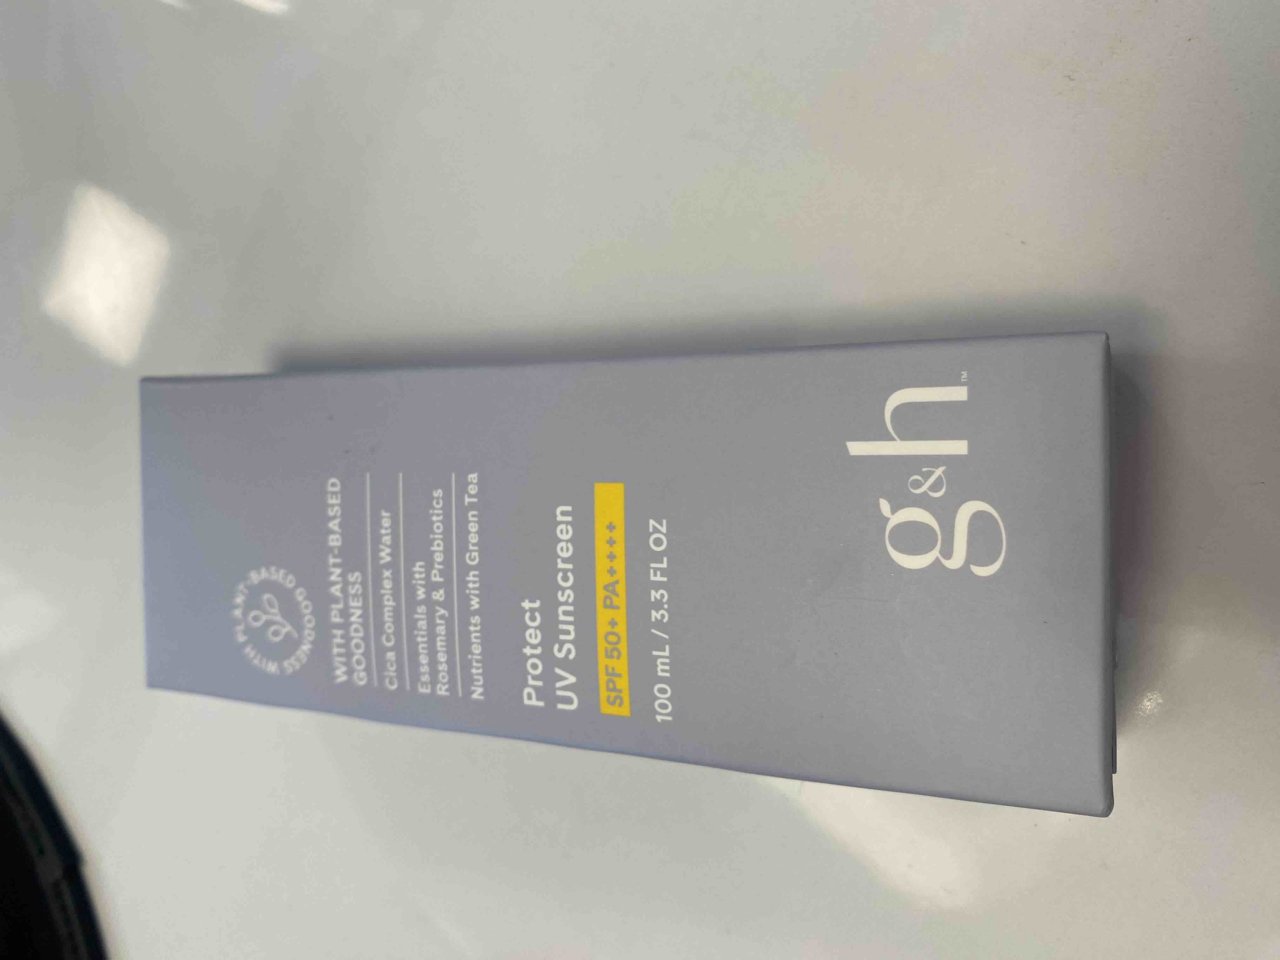 WITH PLANT-BASED GOODNESS
WITH PLANT-BASED
GOODNESS
Cica Complex Water
Essentials with
Rosemary & Prebiotics
Nutrients with Green Tea
Protect
UV Sunscreen
SPF 50+ PA++++
100 mL / 3.3 FL OZ
g&h™